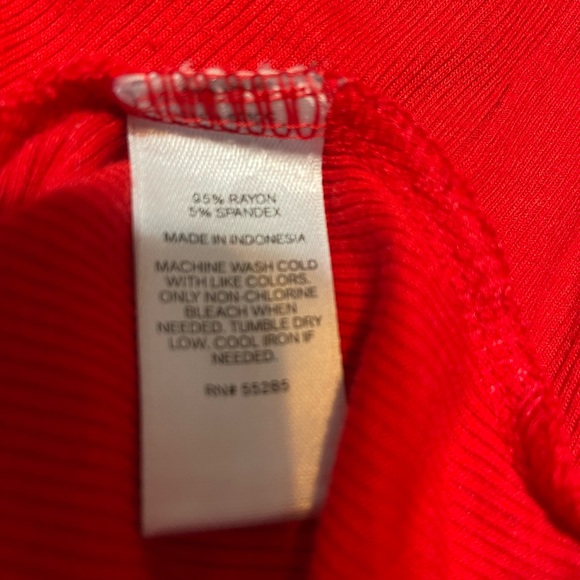 95% RAYON
5% SPANDEX
MADE IN INDONESIA
MACHINE WASH COLD
WITH LIKE COLORS.
ONLY NON-CHLORINE
BLEACH WHEN
NEEDED. TUMBLE DRY
LOW. COOL IRON IF
NEEDED.
RN# 55285